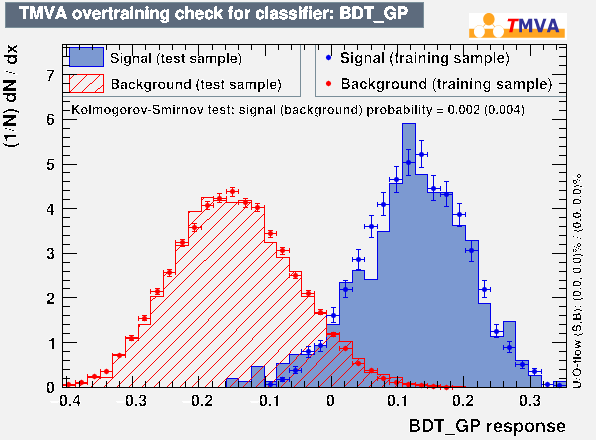 TMVA overtraining check for classifier: BDT_GP
TMVA
Signal (test sample)
Background (test sample)
Signal (training sample)
Background (training sample)
Kolmogorov-Smirnov test: signal (background) probability = 0.002 (0.004)
(1/N) dN / dx
7
6
5
4
3
2
1
0
-0.4 -0.3 -0.2 -0.1 0 0.1 0.2 0.3
BDT_GP response
U/O-flow (S,B): (0.0, 0.0)% / (0.0, 0.0)%